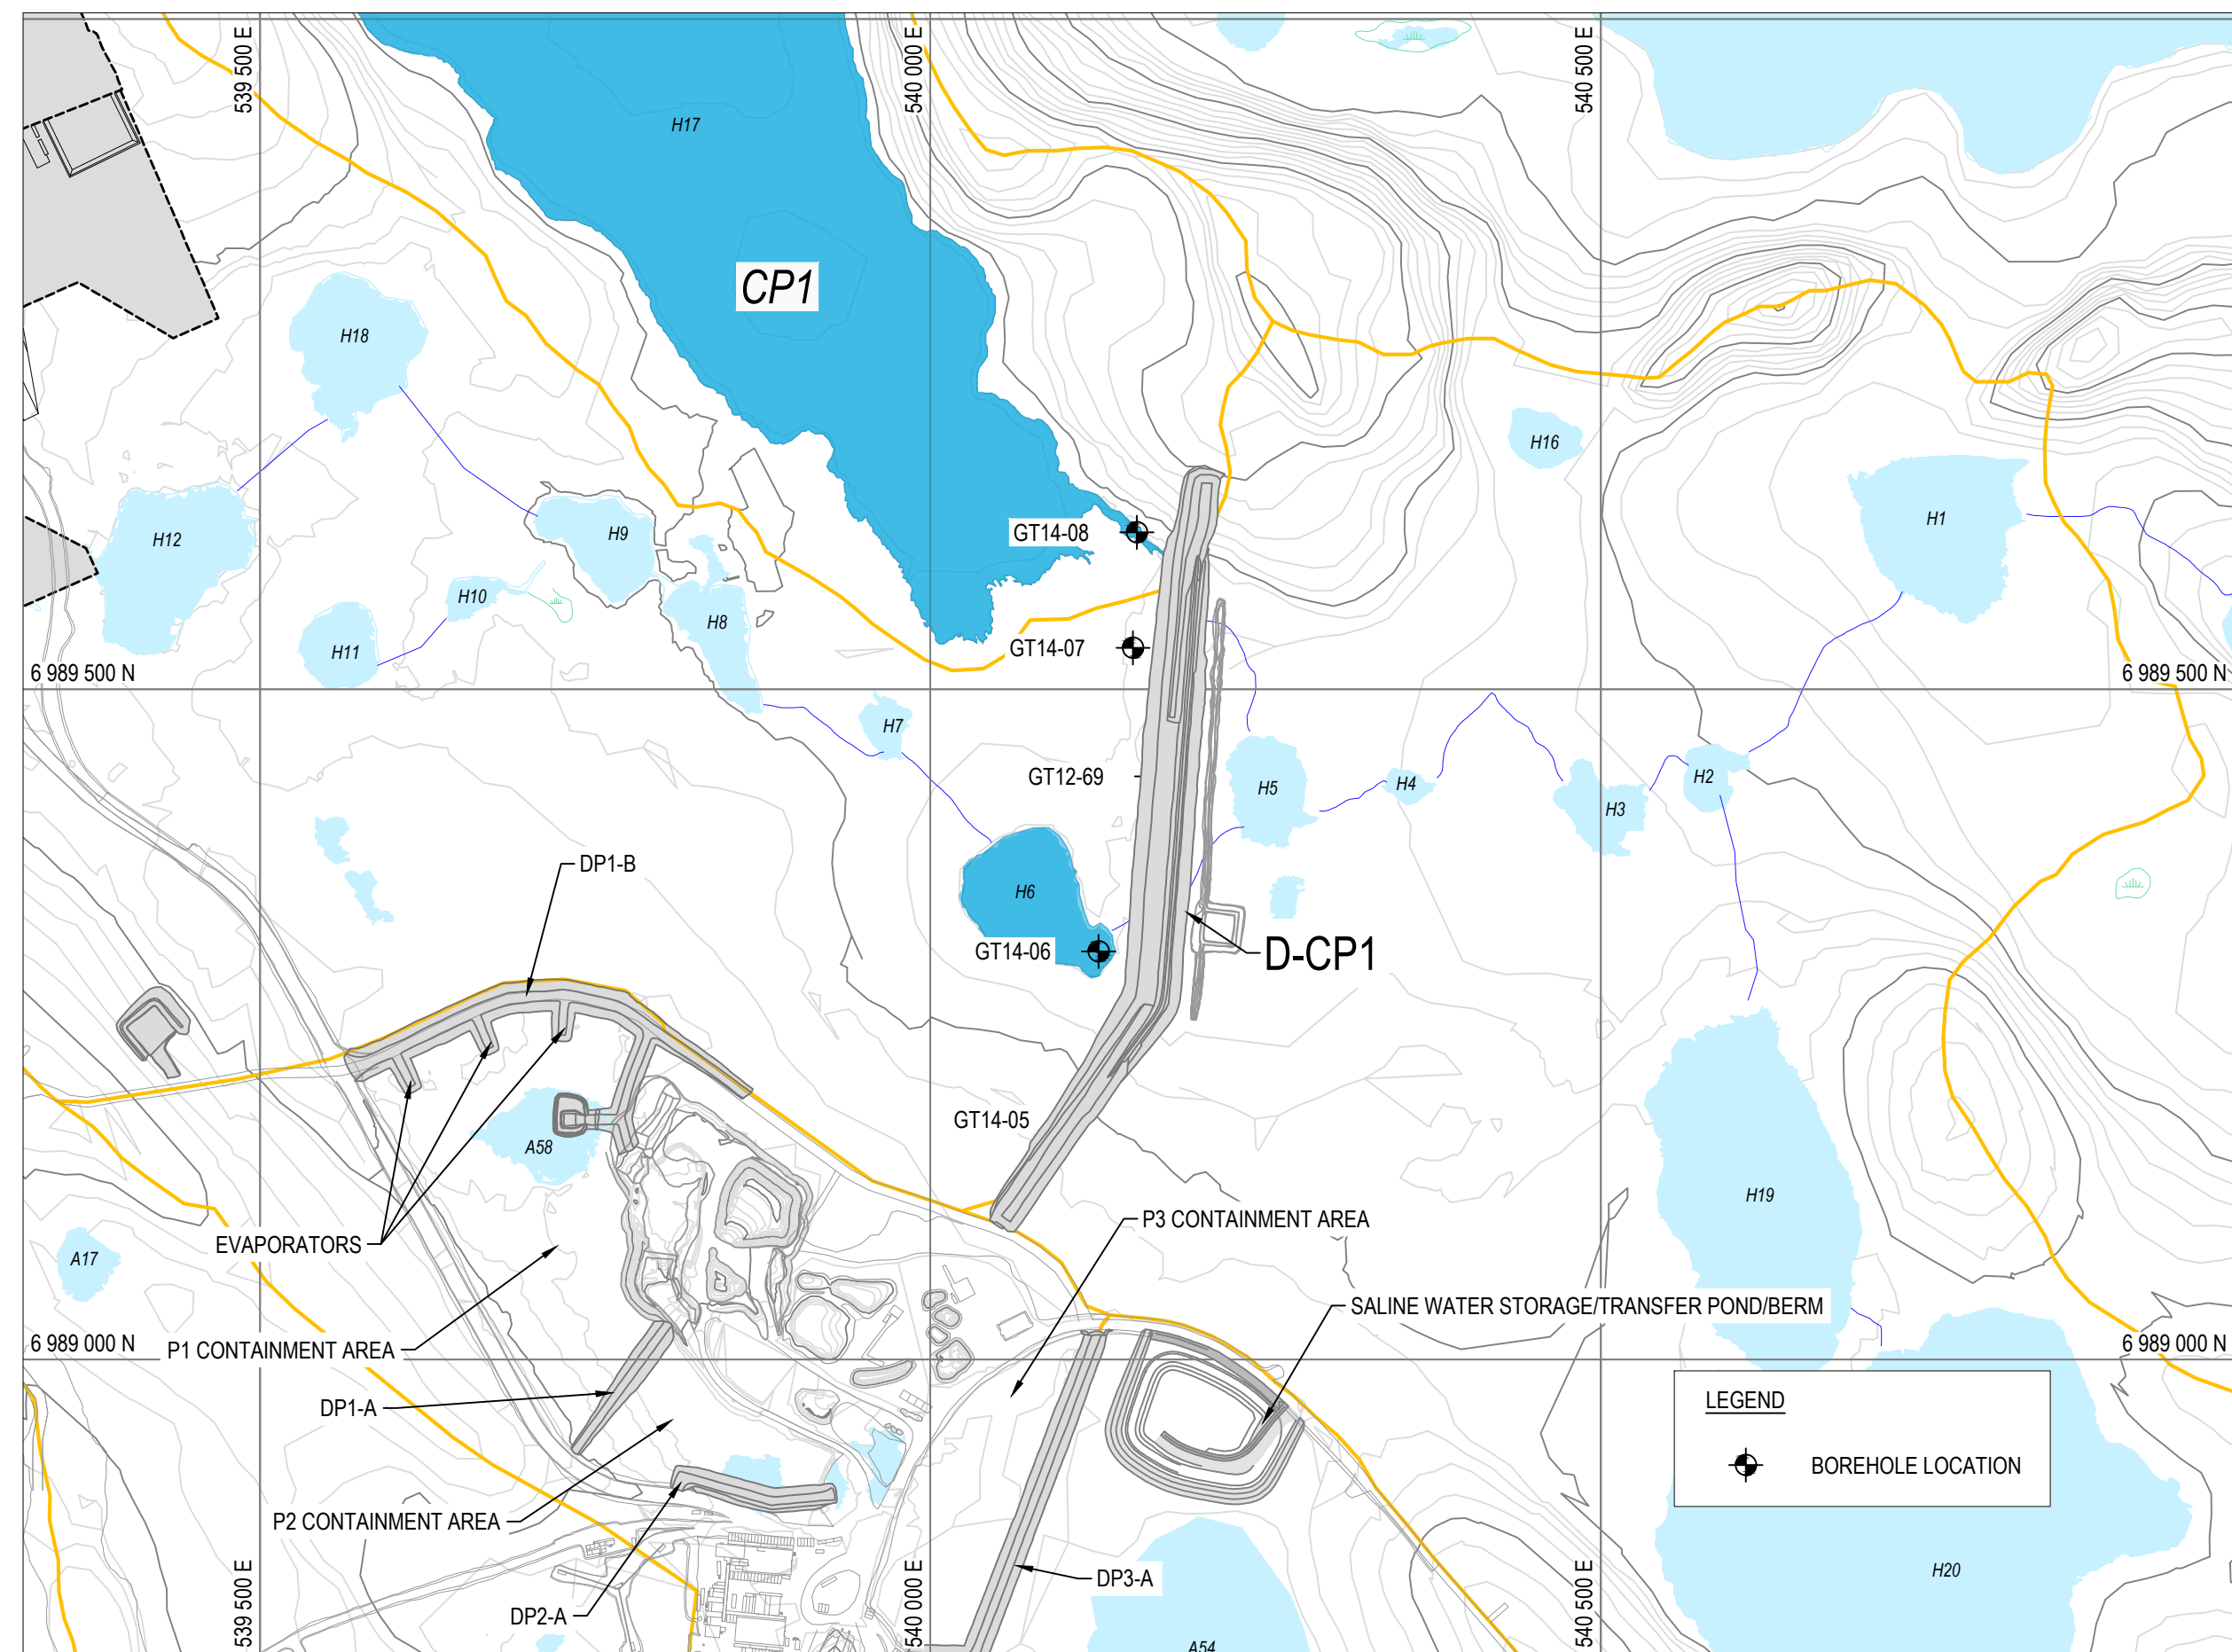 539 500 E
540 000 E
540 500 E
H17
CP1
H18
H16
H1
H12
H9
GT14-08
H10
H8
H11
GT14-07
6 989 500 N
6 989 500 N
H7
GT12-69
H5
H4
H3
H2
DP1-B
H6
GT14-06
D-CP1
GT14-05
A58
H19
P3 CONTAINMENT AREA
EVAPORATORS
A17
SALINE WATER STORAGE/TRANSFER POND/BERM
6 989 000 N
P1 CONTAINMENT AREA
6 989 000 N
LEGEND
DP1-A
BOREHOLE LOCATION
P2 CONTAINMENT AREA
H20
DP3-A
DP2-A
539 500 E
540 000 E
540 500 E
A54